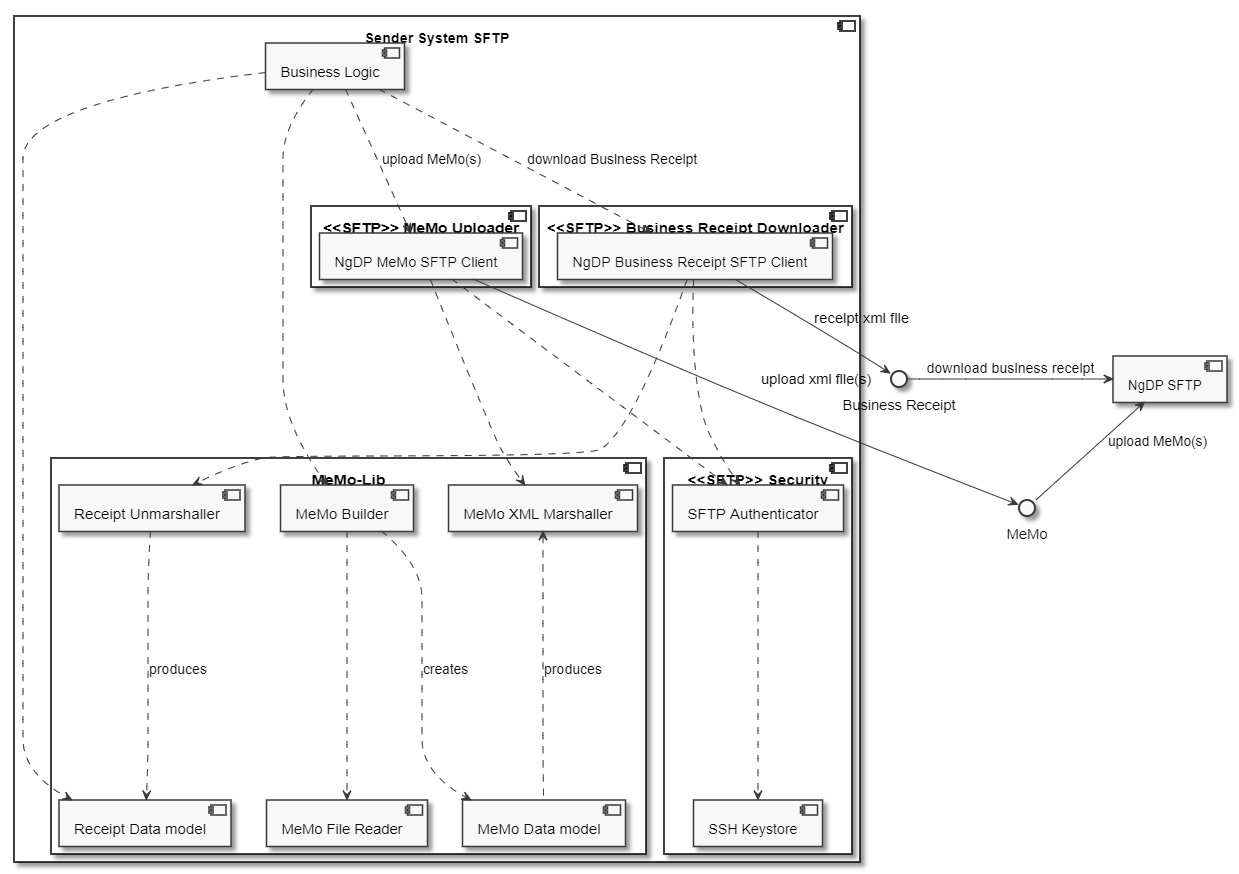 Sender System SFTP
Business Logic
upload MeMo(s)
download Business Receipt
<<SFTP>> MeMo Uploader
<<SFTP>> Business Receipt Downloader
NgDP MeMo SFTP Client
NgDP Business Receipt SFTP Client
receipt xml file
download business receipt
upload xml file(s)
NgDP SFTP
Business Receipt
upload MeMo(s)
MeMo-Lib
<<SFTP>> Security
Receipt Unmarshaller
MeMo Builder
MeMo XML Marshaller
SFTP Authenticator
MeMo
produces
creates
produces
Receipt Data model
MeMo File Reader
MeMo Data model
SSH Keystore